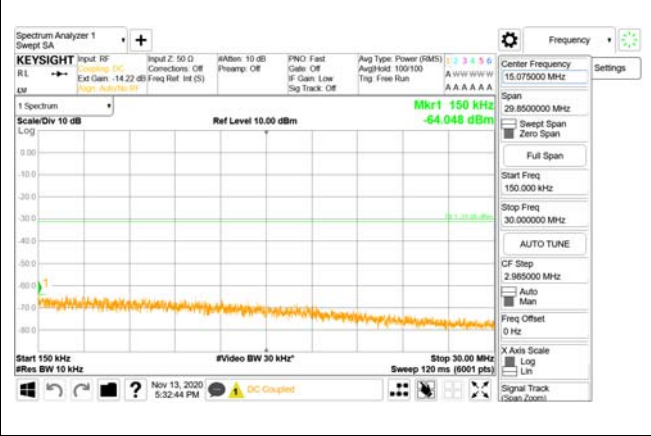 Spectrum Analyzer 1
Swept SA
Frequency
KEYSIGHT
Input: RF
Coupling: DC
Ext Gain: -14.22 dB
Align: Auto/No RF
Input Z: 50 Ω
Corrections: Off
Freq Ref: Int (S)
#Atten: 10 dB
Preamp: Off
PNO: Fast
Gate: Off
IF Gain: Low
Sig Track: Off
Avg Type: Power (RMS)
Avg|Hold: 100/100
Trig: Free Run
1 2 3 4 5 6
A W W W W W
A A A A A A
RL
1 Spectrum
Scale/Div 10 dB
Ref Level 10.00 dBm
Mkr1 150 kHz
-64.048 dBm
Log
0.00
-10.0
-20.0
-30.0
-40.0
-50.0
-60.0
-70.0
-80.0
1
Start 150 kHz
#Res BW 10 kHz
#Video BW 30 kHz*
Stop 30.00 MHz
Sweep 120 ms (6001 pts)
Nov 13, 2020
5:32:44 PM
DC Coupled
Center Frequency
15.075000 MHz
Settings
Span
29.8500000 MHz
Swept Span
Zero Span
Full Span
Start Freq
150.000 kHz
Stop Freq
30.000000 MHz
AUTO TUNE
CF Step
2.985000 MHz
Auto
Man
Freq Offset
0 Hz
X Axis Scale
Log
Lin
Signal Track
(Span Zoom)